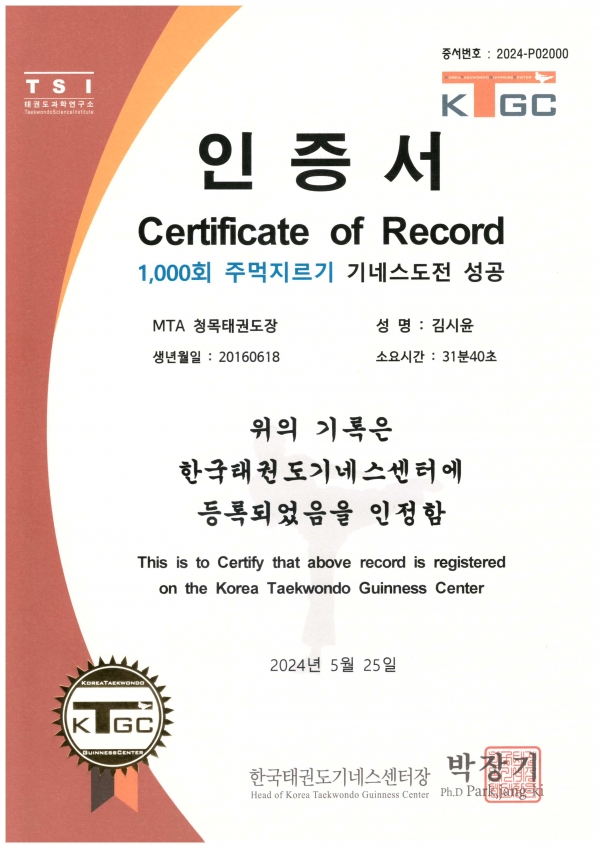 증서번호 : 2024-P02000
TSI
태권도과학연구소
TaekwondoScienceInstitute
KOREA TAEKWONDO GUINNESS CENTER
KTGC
인증서
Certificate of Record
1,000회 주먹지르기 기네스도전 성공
MTA 청목태권도장 성 명 : 김시윤
생년월일 : 20160618 소요시간 : 31분40초
위의 기록은
한국태권도기네스센터에
등록되었음을 인정함
This is to Certify that above record is registered
on the Korea Taekwondo Guinness Center
2024년 5월 25일
KOREATAEKWONDO
KTGC
GUINNESSCENTER
한국태권도기네스센터장 박장기
Head of Korea Taekwondo Guinness Center Ph,D Park,jang-ki